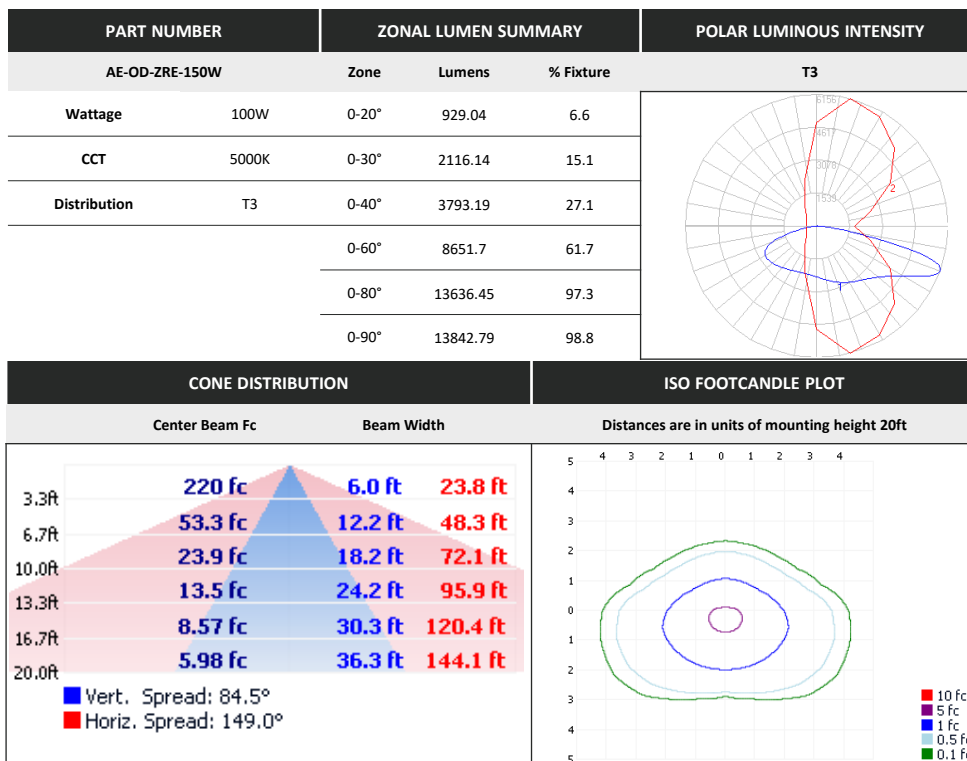 PART NUMBER
ZONAL LUMEN SUMMARY
POLAR LUMINOUS INTENSITY
AE-OD-ZRE-150W
Zone Lumens % Fixture
T3
Wattage 100W
0-20° 929.04 6.6
CCT 5000K
0-30° 2116.14 15.1
Distribution T3
0-40° 3793.19 27.1
0-60° 8651.7 61.7
0-80° 13636.45 97.3
0-90° 13842.79 98.8
6156
4617
3078
1539
2
1
CONE DISTRIBUTION
Center Beam Fc Beam Width
3.3ft 220 fc 6.0 ft 23.8 ft
6.7ft 53.3 fc 12.2 ft 48.3 ft
10.0ft 23.9 fc 18.2 ft 72.1 ft
13.3ft 13.5 fc 24.2 ft 95.9 ft
16.7ft 8.57 fc 30.3 ft 120.4 ft
20.0ft 5.98 fc 36.3 ft 144.1 ft
Vert. Spread: 84.5°
Horiz. Spread: 149.0°
ISO FOOTCANDLE PLOT
Distances are in units of mounting height 20ft
4 3 2 1 0 1 2 3 4
5
4
3
2
1
0
1
2
3
4
5
10 fc
5 fc
1 fc
0.5 fc
0.1 fc